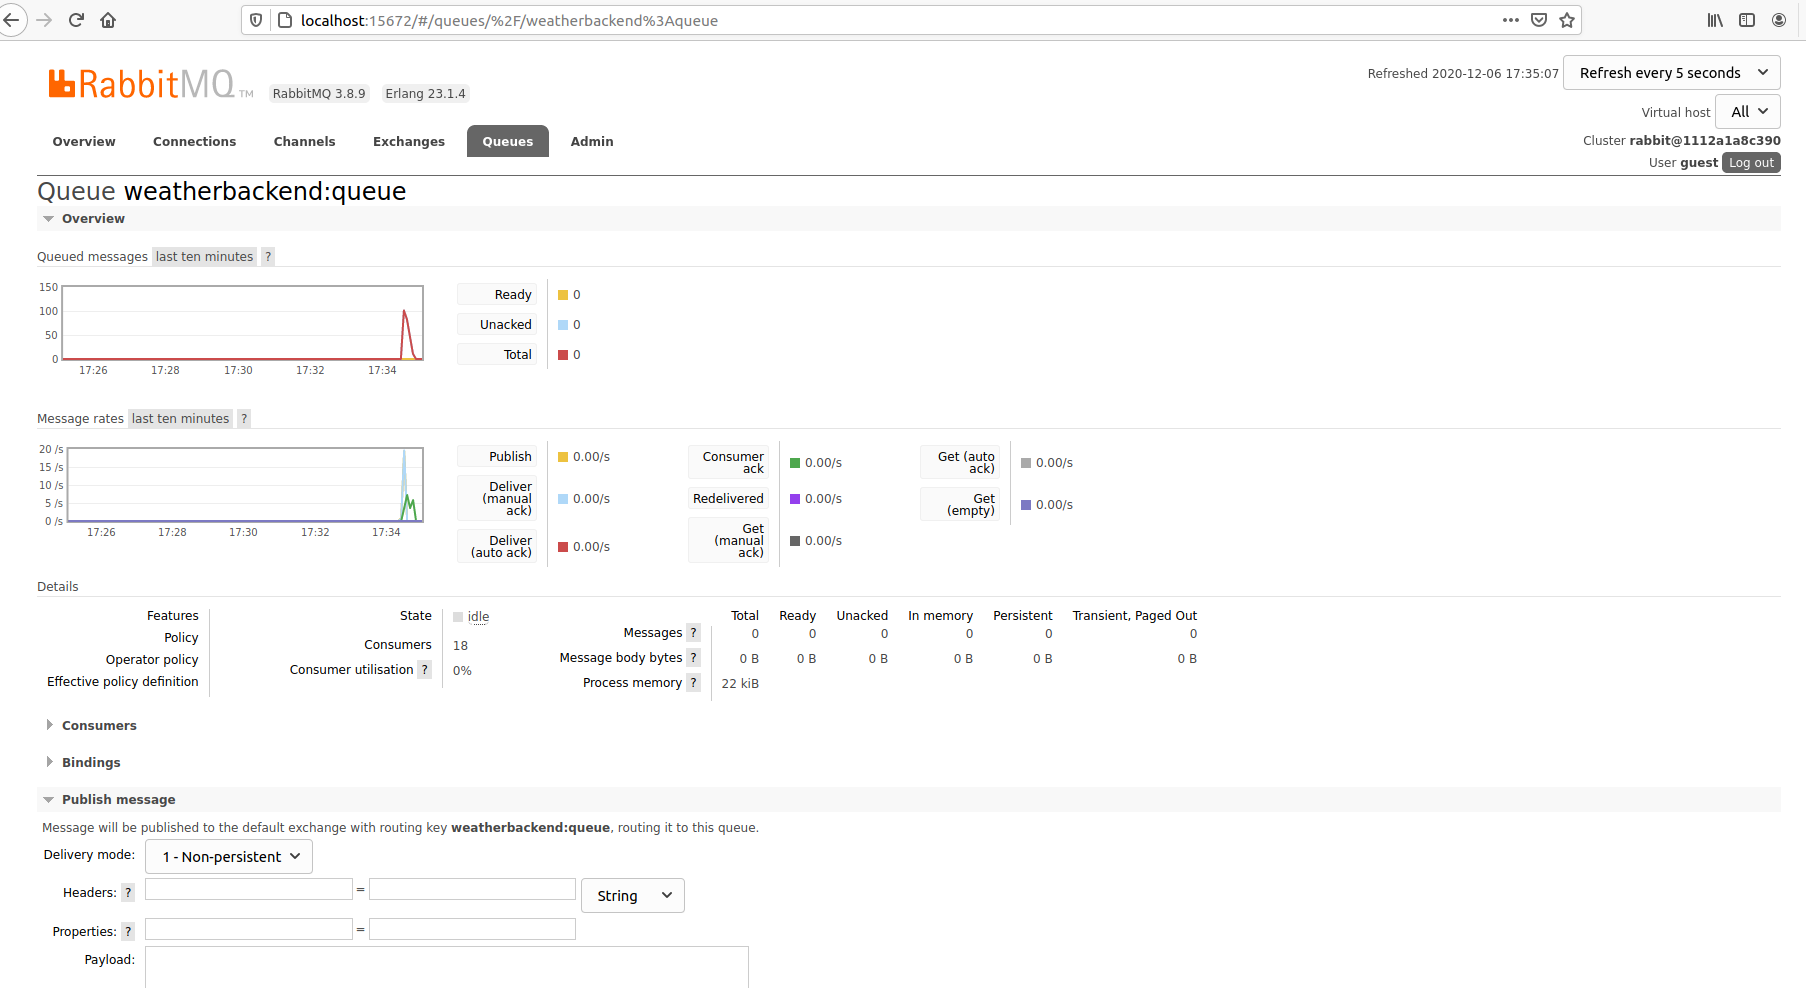 localhost:15672/#/queues/%2F/weatherbackend%3Aqueue
RabbitMQ TM
RabbitMQ 3.8.9 Erlang 23.1.4
Refreshed 2020-12-06 17:35:07 Refresh every 5 seconds
Virtual host All
Cluster rabbit@1112a1a8c390
User guest Log out
Overview Connections Channels Exchanges Queues Admin
Queue weatherbackend:queue
Overview
Queued messages last ten minutes ?
150
100
50
0
17:26 17:28 17:30 17:32 17:34
Ready 0
Unacked 0
Total 0
Message rates last ten minutes ?
20 /s
15 /s
10 /s
5 /s
0 /s
17:26 17:28 17:30 17:32 17:34
Publish 0.00/s
Deliver
(manual
ack)
0.00/s
Deliver
(auto ack)
0.00/s
Consumer
ack
0.00/s
Redelivered 0.00/s
Get
(manual
ack)
0.00/s
Get (auto
ack)
0.00/s
Get
(empty)
0.00/s
Details
Features
Policy
Operator policy
Effective policy definition
State idle
Consumers 18
Consumer utilisation ? 0%
Total Ready Unacked In memory Persistent Transient, Paged Out
Messages ? 0 0 0 0 0 0
Message body bytes ? 0 B 0 B 0 B 0 B 0 B 0 B
Process memory ? 22 kiB
Consumers
Bindings
Publish message
Message will be published to the default exchange with routing key weatherbackend:queue, routing it to this queue.
Delivery mode: 1 - Non-persistent
Headers: ? = String
Properties: ? =
Payload: